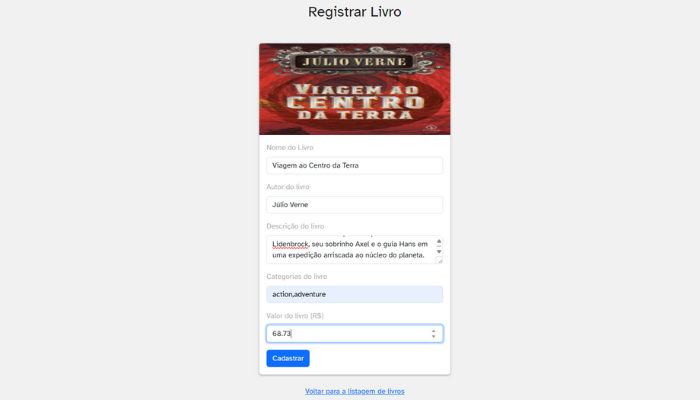 Registrar Livro
JÚLIO VERNE
VIAGEM AO
CENTRO
DA TERRA
Nome do Livro
Viagem ao Centro da Terra
Autor do livro
Júlio Verne
Descrição do livro
Lidenbrock, seu sobrinho Axel e o guia Hans em
uma expedição arriscada ao núcleo do planeta.
Categorias do livro
action,adventure
Valor do livro (R$)
68.73
Cadastrar
Voltar para a listagem de livros